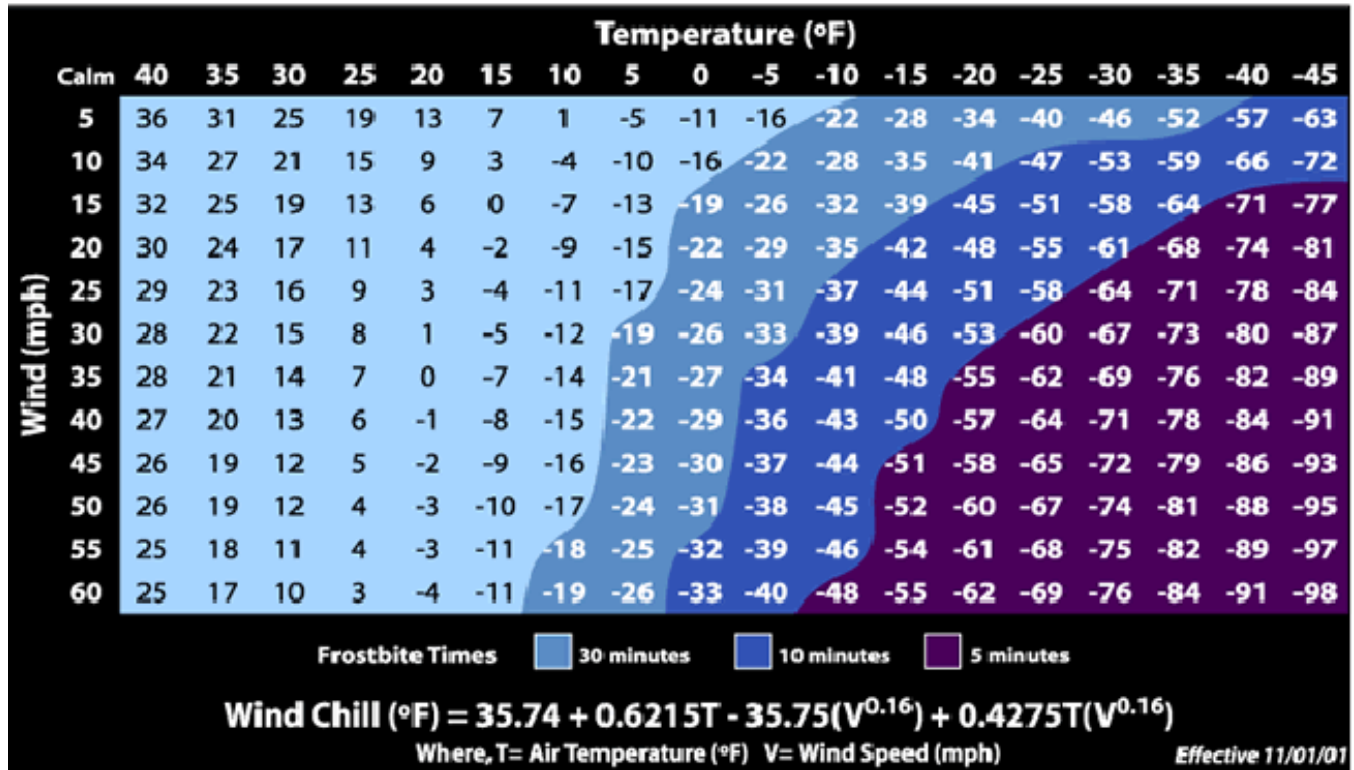 Temperature (ºF)
Calm 40 35 30 25 20 15 10 5 0 -5 -10 -15 -20 -25 -30 -35 -40 -45
Wind (mph)
5 36 31 25 19 13 7 1 -5 -11 -16 -22 -28 -34 -40 -46 -52 -57 -63
10 34 27 21 15 9 3 -4 -10 -16 -22 -28 -35 -41 -47 -53 -59 -66 -72
15 32 25 19 13 6 0 -7 -13 -19 -26 -32 -39 -45 -51 -58 -64 -71 -77
20 30 24 17 11 4 -2 -9 -15 -22 -29 -35 -42 -48 -55 -61 -68 -74 -81
25 29 23 16 9 3 -4 -11 -17 -24 -31 -37 -44 -51 -58 -64 -71 -78 -84
30 28 22 15 8 1 -5 -12 -19 -26 -33 -39 -46 -53 -60 -67 -73 -80 -87
35 28 21 14 7 0 -7 -14 -21 -27 -34 -41 -48 -55 -62 -69 -76 -82 -89
40 27 20 13 6 -1 -8 -15 -22 -29 -36 -43 -50 -57 -64 -71 -78 -84 -91
45 26 19 12 5 -2 -9 -16 -23 -30 -37 -44 -51 -58 -65 -72 -79 -86 -93
50 26 19 12 4 -3 -10 -17 -24 -31 -38 -45 -52 -60 -67 -74 -81 -88 -95
55 25 18 11 4 -3 -11 -18 -25 -32 -39 -46 -54 -61 -68 -75 -82 -89 -97
60 25 17 10 3 -4 -11 -19 -26 -33 -40 -48 -55 -62 -69 -76 -84 -91 -98
Frostbite Times 30 minutes 10 minutes 5 minutes
Wind Chill (ºF) = 35.74 + 0.6215T - 35.75(V^0.16) + 0.4275T(V^0.16)
Where, T= Air Temperature (ºF) V= Wind Speed (mph) Effective 11/01/01